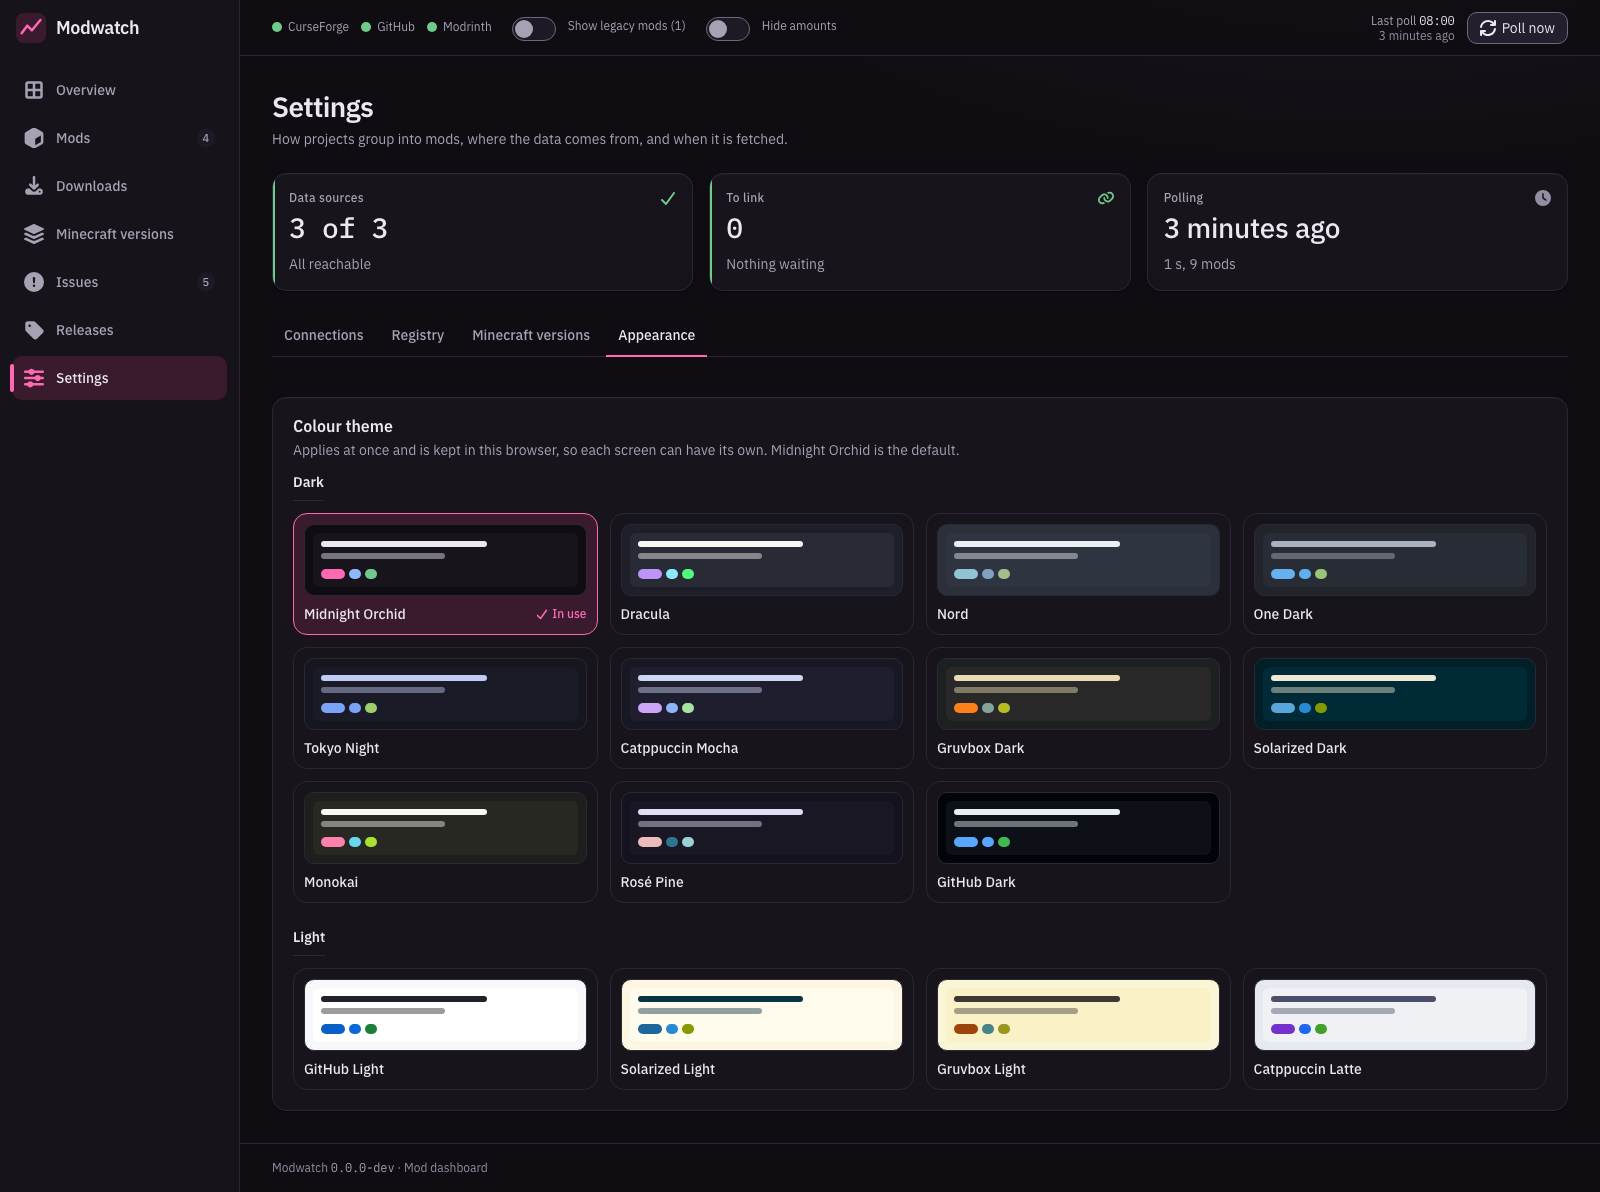 Modwatch
CurseForge
GitHub
Modrinth
Show legacy mods (1)
Hide amounts
Last poll 08:00
3 minutes ago
Poll now
Overview
Mods
4
Downloads
Minecraft versions
Issues
5
Releases
Settings
Settings
How projects group into mods, where the data comes from, and when it is fetched.
Data sources
3 of 3
All reachable
To link
0
Nothing waiting
Polling
3 minutes ago
1 s, 9 mods
Connections
Registry
Minecraft versions
Appearance
Colour theme
Applies at once and is kept in this browser, so each screen can have its own. Midnight Orchid is the default.
Dark
Midnight Orchid
In use
Dracula
Nord
One Dark
Tokyo Night
Catppuccin Mocha
Gruvbox Dark
Solarized Dark
Monokai
Rosé Pine
GitHub Dark
Light
GitHub Light
Solarized Light
Gruvbox Light
Catppuccin Latte
Modwatch 0.0.0-dev · Mod dashboard